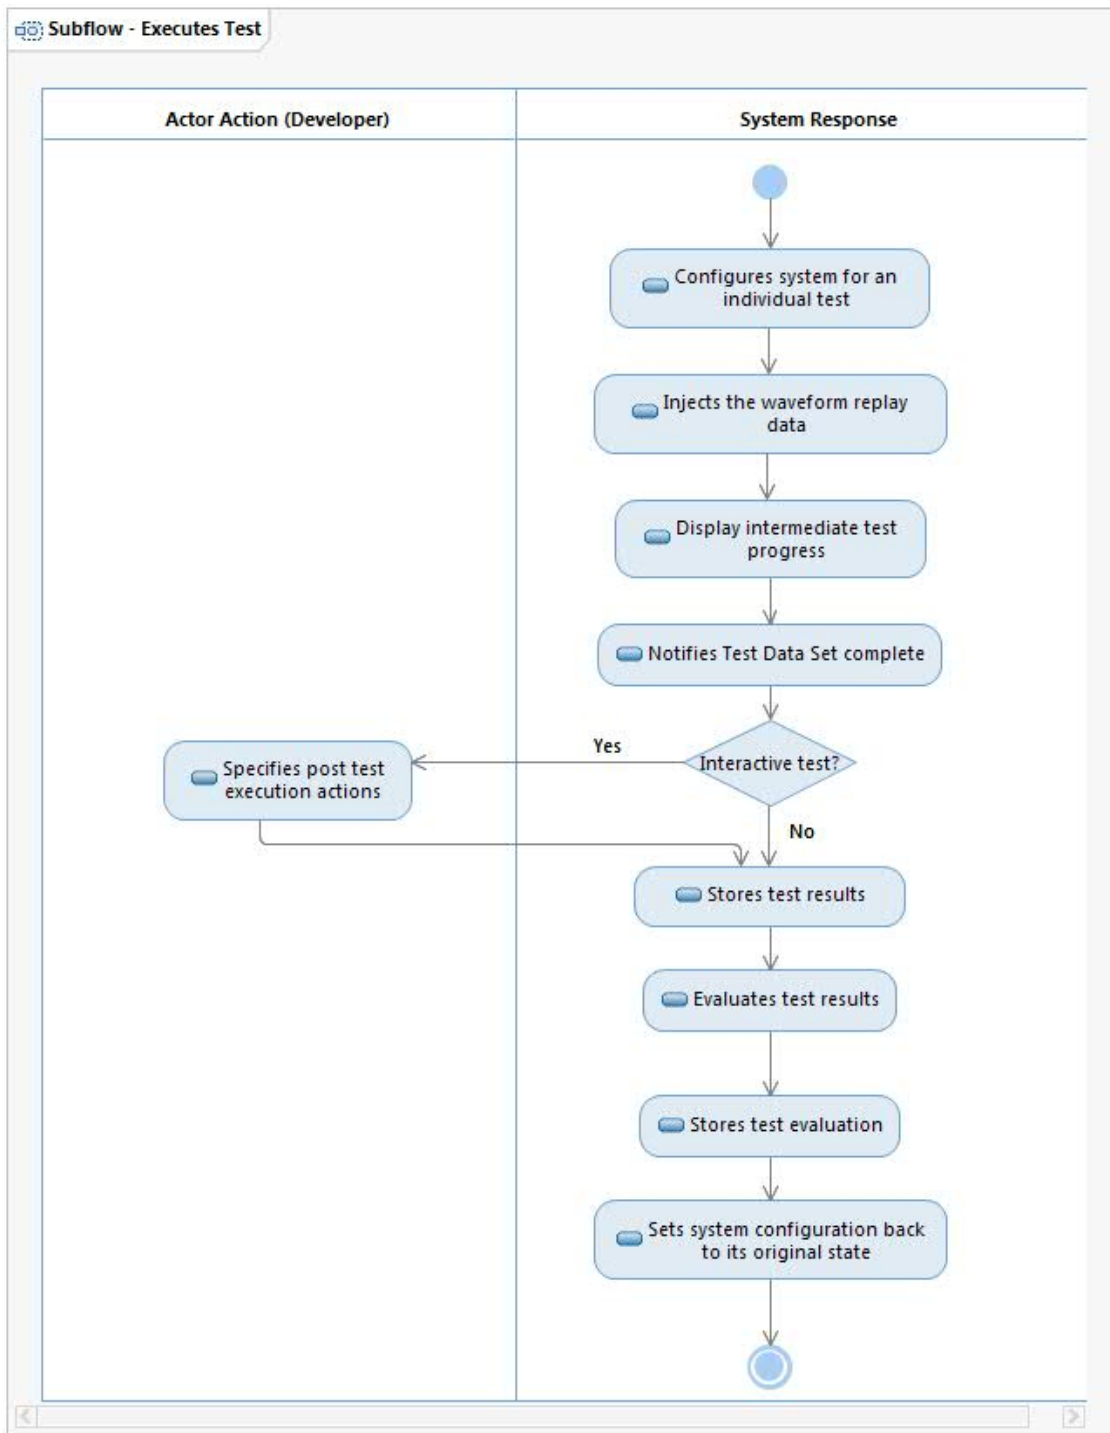 Subflow - Executes Test
Actor Action (Developer)
System Response
Configures system for an
individual test
Injects the waveform replay
data
Display intermediate test
progress
Notifies Test Data Set complete
Interactive test?
Yes
Specifies post test
execution actions
No
Stores test results
Evaluates test results
Stores test evaluation
Sets system configuration back
to its original state